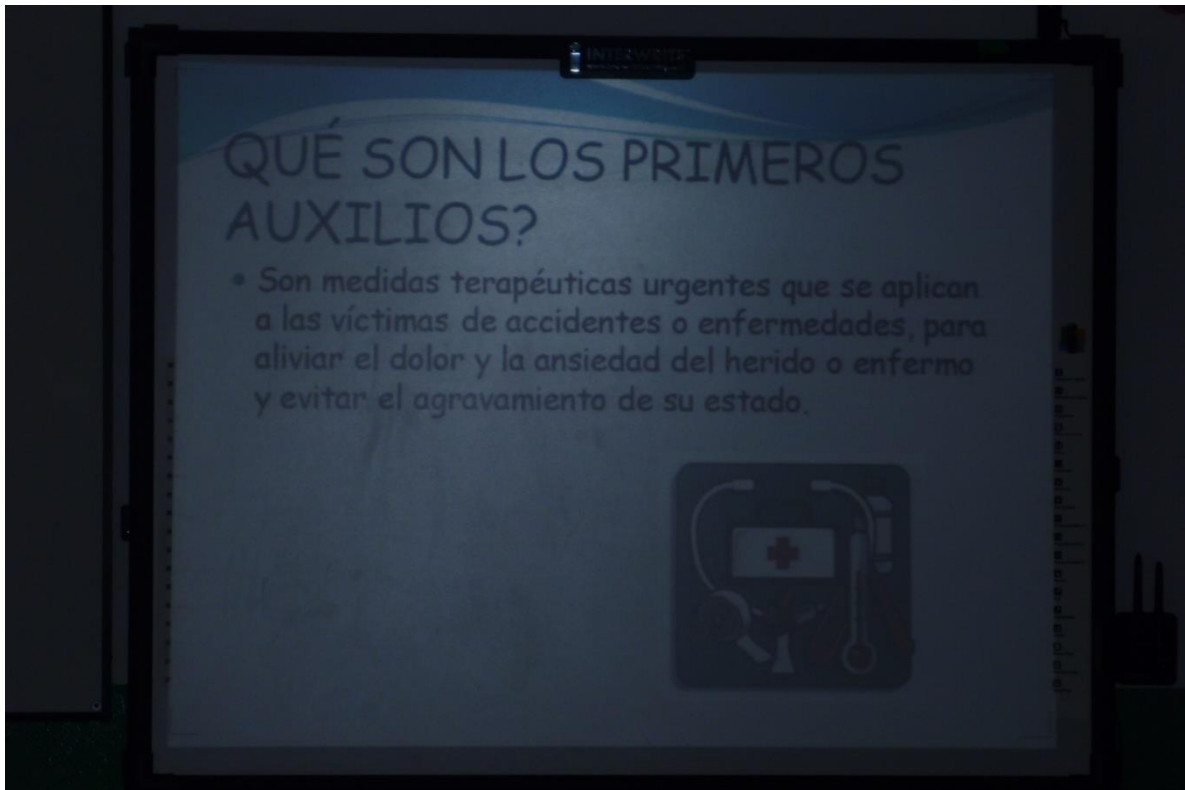 INTERWRITE
QUÉ SON LOS PRIMEROS
AUXILIOS?
• Son medidas terapéuticas urgentes que se aplican
a las víctimas de accidentes o enfermedades, para
aliviar el dolor y la ansiedad del herido o enfermo
y evitar el agravamiento de su estado.